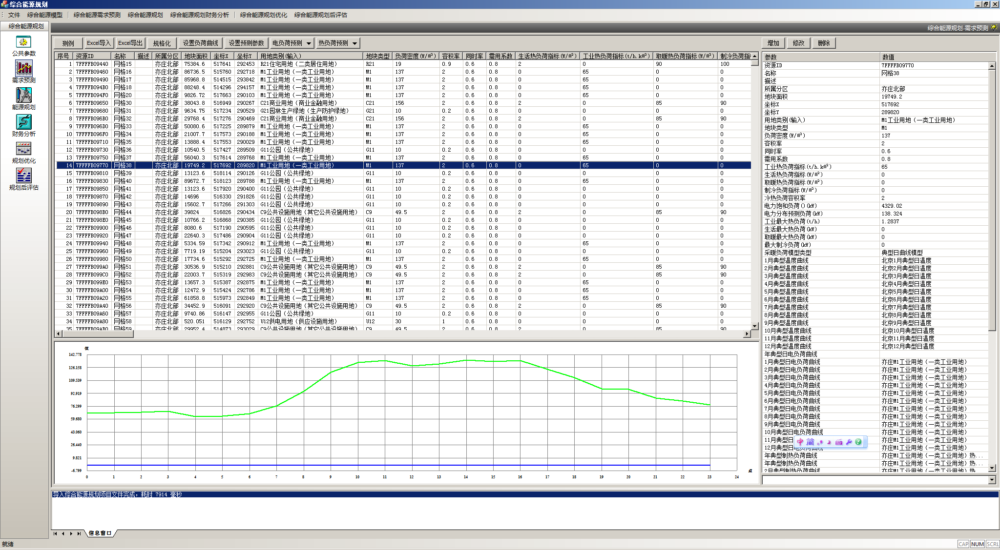 综合能源规划
文件 综合能源模型 综合能源需求预测 综合能源规划 综合能源规划财务分析 综合能源规划优化 综合能源规划后评估
综合能源规划
综合能源规划-需求预测
公共参数
需求预测
能源规划
财务分析
规划优化
规划后评估
测例 Excel导入 Excel导出 规格化 设置负荷曲线 设置预测参数 电负荷预测 热负荷预测
序号 资源ID 名称 描述 所属分区 地块面积 坐标X 坐标Y 用地类别(输入) 地块类型 负荷密度(W/㎡) 容积率 同时率 需用系数 生活热负荷指标(W/㎡) 工业热负荷指标(t/h.k㎡) 取暖热负荷指标(W/㎡) 制冷负荷指
1 7FFFFB09440 网格15 亦庄北部 75384.6 517641 292453 R21住宅用地（二类居住用地） R21 19 0.9 0.6 0.8 2 0 90 100
2 7FFFFB09460 网格16 亦庄北部 86736.5 515760 292718 M1工业用地（一类工业用地） M1 137 2 0.6 0.8 0 65 0 0
3 7FFFFB09490 网格17 亦庄北部 85968.8 514515 293842 M1工业用地（一类工业用地） M1 137 2 0.6 0.8 0 65 0 0
4 7FFFFB094B0 网格18 亦庄北部 88248.4 514296 294157 M1工业用地（一类工业用地） M1 137 2 0.6 0.8 0 65 0 0
5 7FFFFB094F0 网格20 亦庄北部 9826.72 517663 290103 M1工业用地（一类工业用地） M1 137 2 0.6 0.8 0 65 0 0
6 7FFFFB09650 网格30 亦庄北部 38043.8 516949 290267 C21商业用地（商业金融用地） C21 156 2 0.6 0.8 2 0 85 90
7 7FFFFB09680 网格31 亦庄北部 9634.75 517234 290529 G21园林生产绿地（生产防护绿地） G21 10 0.2 0.6 0.8 0 0 0 0
8 7FFFFB096B0 网格32 亦庄北部 29768.4 517276 290469 C21商业用地（商业金融用地） C21 156 2 0.6 0.8 2 0 85 90
9 7FFFFB096D0 网格33 亦庄北部 50080.6 517225 289879 M1工业用地（一类工业用地） M1 137 2 0.6 0.8 0 65 0 0
10 7FFFFB096F0 网格34 亦庄北部 21007.7 517573 290188 M1工业用地（一类工业用地） M1 137 2 0.6 0.8 0 65 0 0
11 7FFFFB09710 网格35 亦庄北部 13888.4 517553 290029 M1工业用地（一类工业用地） M1 137 2 0.6 0.8 0 65 0 0
12 7FFFFB09730 网格36 亦庄北部 10540.5 517427 289509 G11公园（公共绿地） G11 10 0.2 0.6 0.8 0 0 0 0
13 7FFFFB09750 网格37 亦庄北部 56040.3 517614 289768 M1工业用地（一类工业用地） M1 137 2 0.6 0.8 0 65 0 0
14 7FFFFB09770 网格38 亦庄北部 19749.2 517692 289820 M1工业用地（一类工业用地） M1 137 2 0.6 0.8 0 65 0 0
15 7FFFFB09810 网格39 亦庄北部 13123.6 518114 290126 G11公园（公共绿地） G11 10 0.2 0.6 0.8 0 0 0 0
16 7FFFFB09830 网格40 亦庄北部 89672.7 518123 289788 M1工业用地（一类工业用地） M1 137 2 0.6 0.8 0 65 0 0
17 7FFFFB09850 网格41 亦庄北部 13123.6 517920 290400 G11公园（公共绿地） G11 10 0.2 0.6 0.8 0 0 0 0
18 7FFFFB09870 网格42 亦庄北部 14696 516330 291826 G11公园（公共绿地） G11 10 0.2 0.6 0.8 0 0 0 0
19 7FFFFB09890 网格43 亦庄北部 15602.7 517266 291303 G11公园（公共绿地） G11 10 0.2 0.6 0.8 0 0 0 0
20 7FFFFB098B0 网格44 亦庄北部 39824 516826 290434 C9公共设施用地（其它公共设施用地） C9 49.5 2 0.6 0.8 2 0 85 90
21 7FFFFB098E0 网格45 亦庄北部 10766.2 516868 290385 G11公园（公共绿地） G11 10 0.2 0.6 0.8 0 0 0 0
22 7FFFFB09900 网格46 亦庄北部 8080.6 517190 290595 G11公园（公共绿地） G11 10 0.2 0.6 0.8 0 0 0 0
23 7FFFFB09920 网格47 亦庄北部 22640.3 517486 290904 G11公园（公共绿地） G11 10 0.2 0.6 0.8 0 0 0 0
24 7FFFFB09940 网格48 亦庄北部 5334.59 517342 290912 M1工业用地（一类工业用地） M1 137 2 0.6 0.8 0 65 0 0
25 7FFFFB09960 网格49 亦庄北部 7719.19 515204 293023 G11公园（公共绿地） G11 10 0.2 0.6 0.8 0 0 0 0
26 7FFFFB09980 网格50 亦庄北部 17734.6 515292 292725 M1工业用地（一类工业用地） M1 137 2 0.6 0.8 0 65 0 0
27 7FFFFB099A0 网格51 亦庄北部 30536.9 515210 292881 C9公共设施用地（其它公共设施用地） C9 49.5 2 0.6 0.8 2 0 85 90
28 7FFFFB099C0 网格52 亦庄北部 22003.7 515319 292983 C9公共设施用地（其它公共设施用地） C9 49.5 2 0.6 0.8 2 0 85 90
29 7FFFFB099E0 网格53 亦庄北部 13657.3 515387 292875 M1工业用地（一类工业用地） M1 137 2 0.6 0.8 0 65 0 0
30 7FFFFB09A00 网格54 亦庄北部 12472.9 515424 292786 M1工业用地（一类工业用地） M1 137 2 0.6 0.8 0 65 0 0
31 7FFFFB09A20 网格55 亦庄北部 61858.8 515973 292849 M1工业用地（一类工业用地） M1 137 2 0.6 0.8 0 65 0 0
32 7FFFFB09A40 网格56 亦庄北部 34452.9 516091 292920 C9公共设施用地（其它公共设施用地） C9 49.5 2 0.6 0.8 2 0 85 90
33 7FFFFB09A60 网格57 亦庄北部 9740.86 516147 292955 G11公园（公共绿地） G11 10 0.2 0.6 0.8 0 0 0 0
34 7FFFFB09A80 网格58 亦庄北部 520.051 516129 292752 U12供电用地（供应设施用地） U12 30 1 0.6 0.8 0 0 0 0
35 7FFFFB09AB0 网格59 亦庄北部 29952.4 514873 293029 C9公共设施用地（其它公共设施用地） C9 49.5 2 0.6 0.8 2 0 85 90
值
142.778
126.158
109.539
92.919
76.299
59.680
43.060
26.440
9.821
-6.799
0 1 2 3 4 5 6 7 8 9 10 11 12 13 14 15 16 17 18 19 20 21 22 23 24 点
增加 修改 删除
参数 数值
资源ID 7FFFFB09770
名称 网格38
描述
所属分区 亦庄北部
地块面积 19749.2
坐标X 517692
坐标Y 289820
用地类别(输入) M1工业用地（一类工业用地）
地块类型 M1
负荷密度(W/㎡) 137
容积率 2
同时率 0.6
需用系数 0.8
工业热负荷指标(t/h.k㎡) 65
生活热负荷指标(W/㎡) 0
取暖热负荷指标(W/㎡) 0
制冷负荷指标(W/㎡) 0
冷热负荷容积率 2
电力饱和负荷()(kW) 4329.02
电力分布预测负荷(kW) 138.324
工业最大热负荷(t/h) 1.2837
生活最大热负荷(kW) 0
取暖最大热负荷(kW) 0
最大制冷负荷(kW) 0
采暖负荷模型类型 典型日曲线模型
1月典型温度曲线 北京1月典型日温度
2月典型温度曲线 北京2月典型日温度
3月典型温度曲线 北京3月典型日温度
4月典型温度曲线 北京4月典型日温度
5月典型温度曲线 北京5月典型日温度
6月典型温度曲线 北京6月典型日温度
7月典型温度曲线 北京7月典型日温度
8月典型温度曲线 北京8月典型日温度
9月典型温度曲线 北京9月典型日温度
10月典型温度曲线 北京10月典型日温度
11月典型温度曲线 北京11月典型日温度
12月典型温度曲线 北京12月典型日温度
年典型日电负荷曲线
1月典型日电负荷曲线 亦庄M1工业用地（一类工业用地）
2月典型日电负荷曲线 亦庄M1工业用地（一类工业用地）
3月典型日电负荷曲线 亦庄M1工业用地（一类工业用地）
4月典型日电负荷曲线 亦庄M1工业用地（一类工业用地）
5月典型日电负荷曲线 亦庄M1工业用地（一类工业用地）
6月典型日电负荷曲线 亦庄M1工业用地（一类工业用地）
7月典型日电负荷曲线 亦庄M1工业用地（一类工业用地）
8月典型日电负荷曲线 亦庄M1工业用地（一类工业用地）
9月典型日电负荷曲线 亦庄M1工业用地（一类工业用地）
10月典型日电负荷曲线 亦庄M1工业用地（一类工业用地）
11月典型日 亦庄M1工业用地（一类工业用地）
中 简
12月典型日电负荷曲线 亦庄M1工业用地（一类工业用地）
年典型制热负荷曲线 亦庄M1工业用地（一类工业用地）热...
年典型制冷负荷曲线 亦庄M1工业用地（一类工业用地）热...
2月典型制热负荷曲线 亦庄M1工业用地（一类工业用地）热...
导入综合能源规划项目文件完成，耗时 7914 毫秒
信息窗口
就绪
CAP NUM SCRL